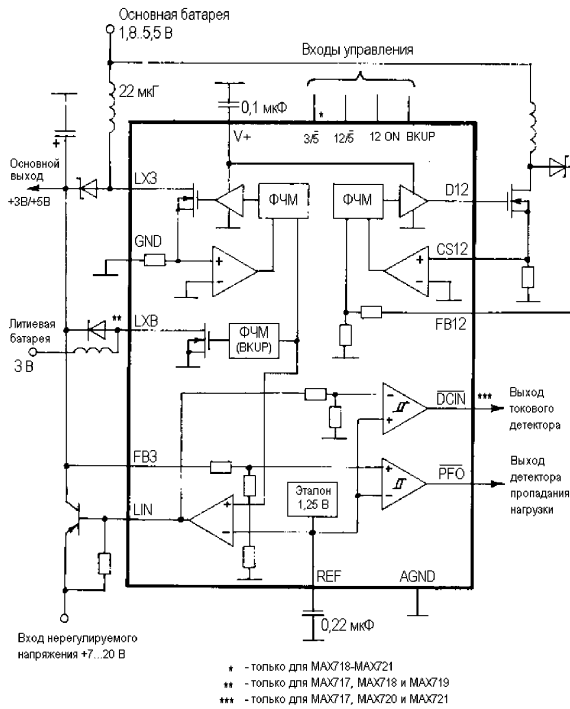 Основная батарея
1,8..5,5 В
Входы управления
22 мкГ
0,1 мкФ
*
V+
3/5̅
12/5̅
12 ON
BKUP
Основной
выход
+3В/+5В
LX3
ФЧМ
ФЧМ
D12
GND
+
−
+
−
CS12
FB12
Литиевая
батарея
3 В
**
LXB
ФЧМ
(BKUP)
−
+
D̅C̅I̅N̅
***
Выход
токового
детектора
FB3
+
−
P̅F̅O̅
Выход
детектора
пропадания
нагрузки
LIN
+
−
Эталон
1,25 В
REF
AGND
0,22 мкФ
Вход нерегулируемого
напряжения +7...20 В
* - только для MAX718-MAX721
** - только для MAX717, MAX718 и MAX719
*** - только для MAX717, MAX720 и MAX721